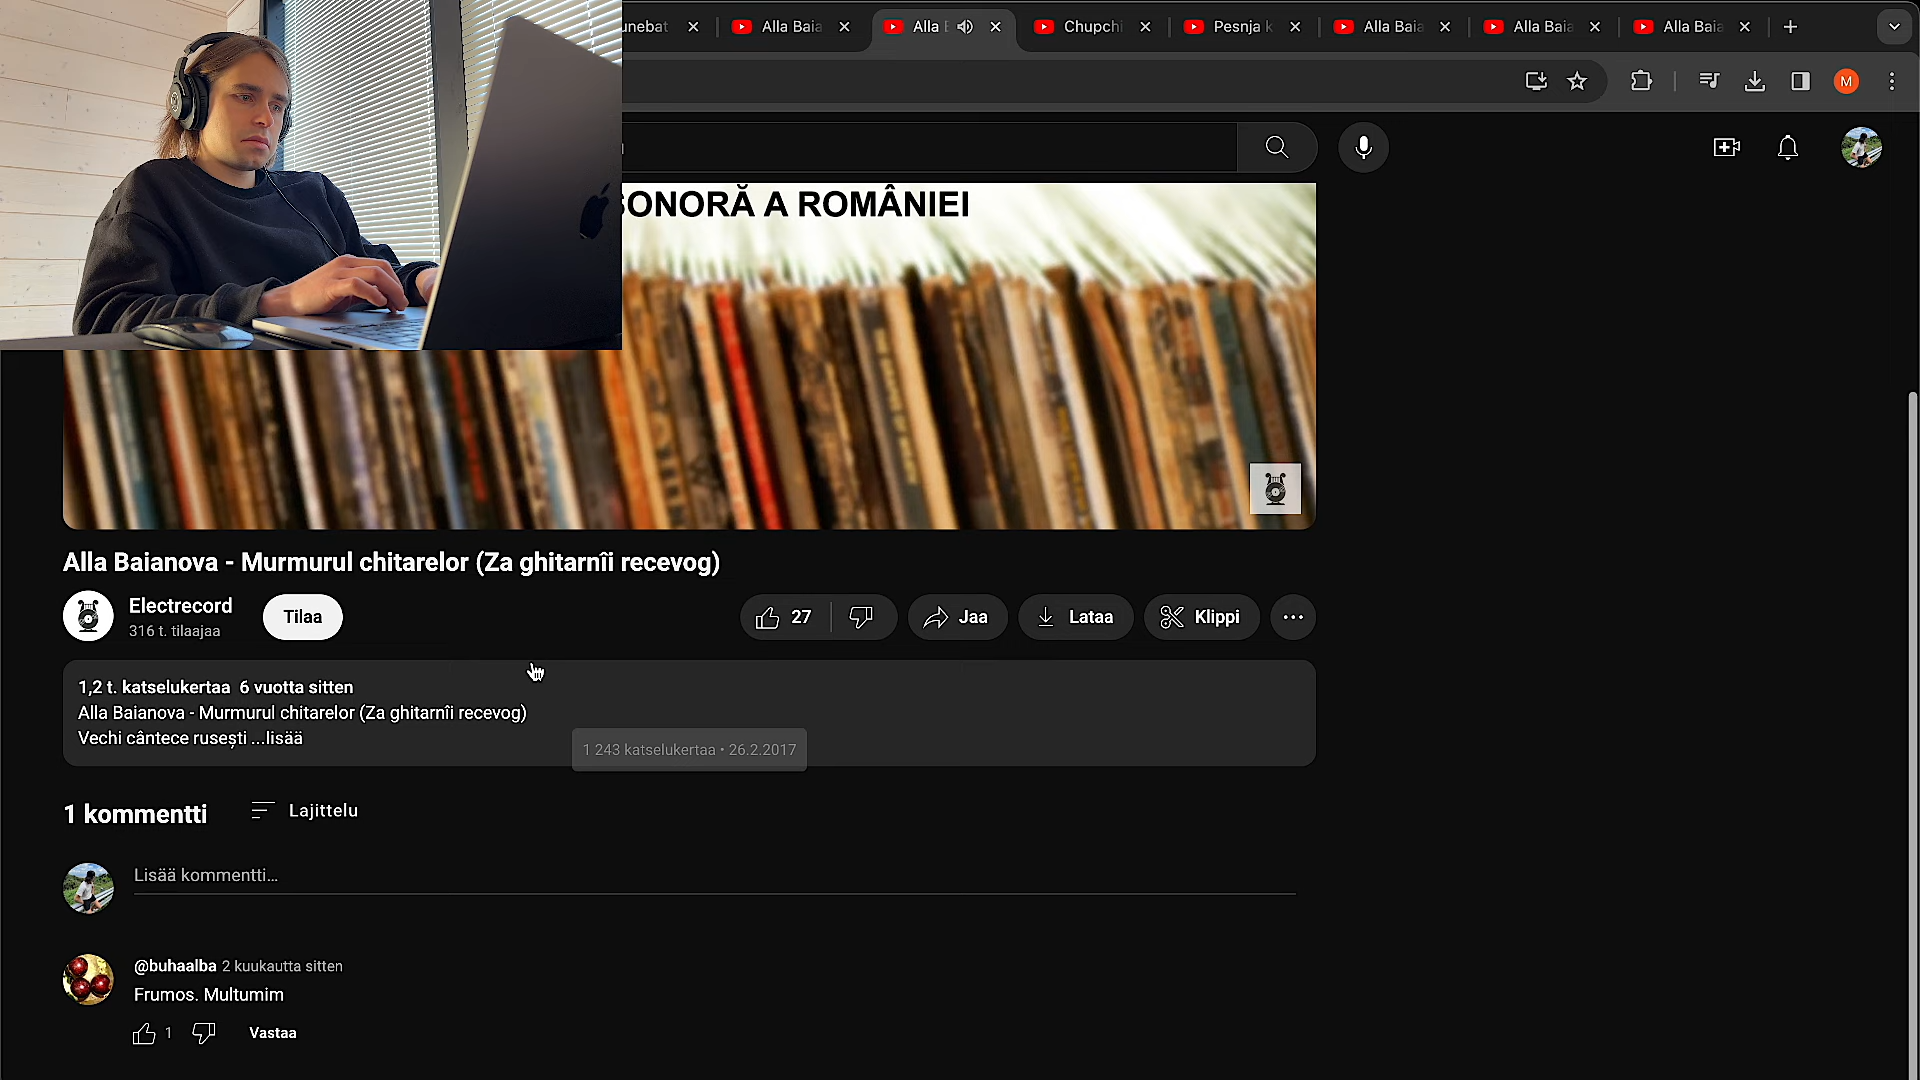 unebat
Alla Baia
Alla
Chupchi
Pesnja k
Alla Baia
Alla Baia
Alla Baia
M
SONORĂ A ROMÂNIEI
Alla Baianova - Murmurul chitarelor (Za ghitarnîi recevog)
Electrecord
316 t. tilaajaa
Tilaa
27
Jaa
Lataa
Klippi
1,2 t. katselukertaa 6 vuotta sitten
Alla Baianova - Murmurul chitarelor (Za ghitarnîi recevog)
Vechi cântece rusești ...lisää
1 243 katselukertaa • 26.2.2017
1 kommentti
Lajittelu
Lisää kommentti...
@buhaalba 2 kuukautta sitten
Frumos. Multumim
1
Vastaa